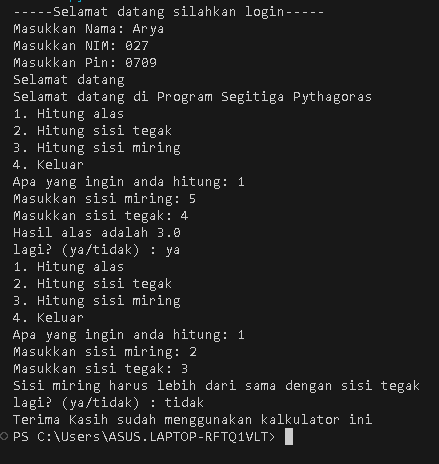 -----Selamat datang silahkan login-----
Masukkan Nama: Arya
Masukkan NIM: 027
Masukkan Pin: 0709
Selamat datang
Selamat datang di Program Segitiga Pythagoras
1. Hitung alas
2. Hitung sisi tegak
3. Hitung sisi miring
4. Keluar
Apa yang ingin anda hitung: 1
Masukkan sisi miring: 5
Masukkan sisi tegak: 4
Hasil alas adalah 3.0
lagi? (ya/tidak) : ya
1. Hitung alas
2. Hitung sisi tegak
3. Hitung sisi miring
4. Keluar
Apa yang ingin anda hitung: 1
Masukkan sisi miring: 2
Masukkan sisi tegak: 3
Sisi miring harus lebih dari sama dengan sisi tegak
lagi? (ya/tidak) : tidak
Terima Kasih sudah menggunakan kalkulator ini
PS C:\Users\ASUS.LAPTOP-RFTQ1VLT>